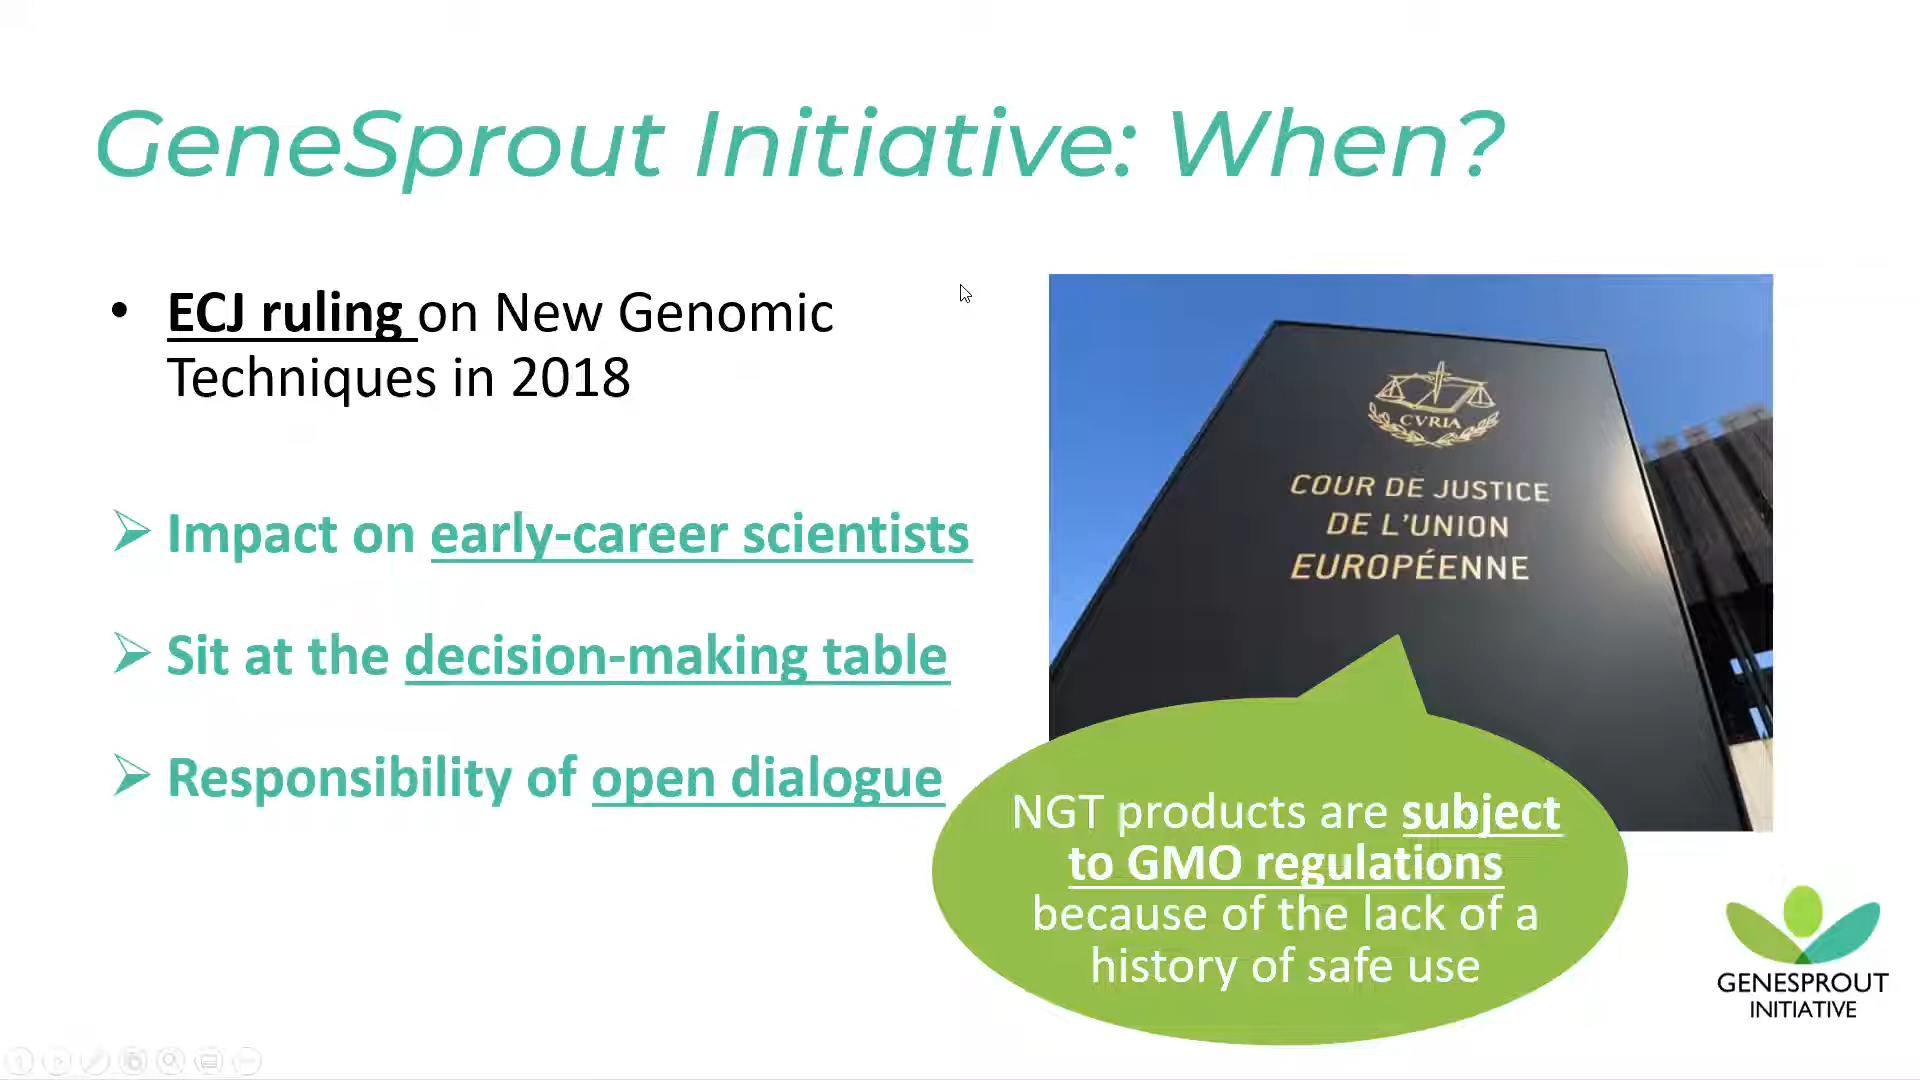 GeneSprout Initiative: When?
• ECJ ruling on New Genomic
Techniques in 2018
➢ Impact on early-career scientists
➢ Sit at the decision-making table
➢ Responsibility of open dialogue
CVRIA
COUR DE JUSTICE
DE L'UNION
EUROPÉENNE
NGT products are subject
to GMO regulations
because of the lack of a
history of safe use
GENESPROUT
INITIATIVE